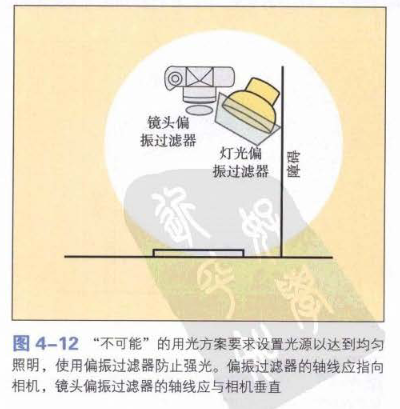 镜头偏
振过滤器
灯光偏
振过滤器
障碍
图 4-12 “不可能”的用光方案要求设置光源以达到均匀
照明，使用偏振过滤器防止强光。偏振过滤器的轴线应指向
相机，镜头偏振过滤器的轴线应与相机垂直